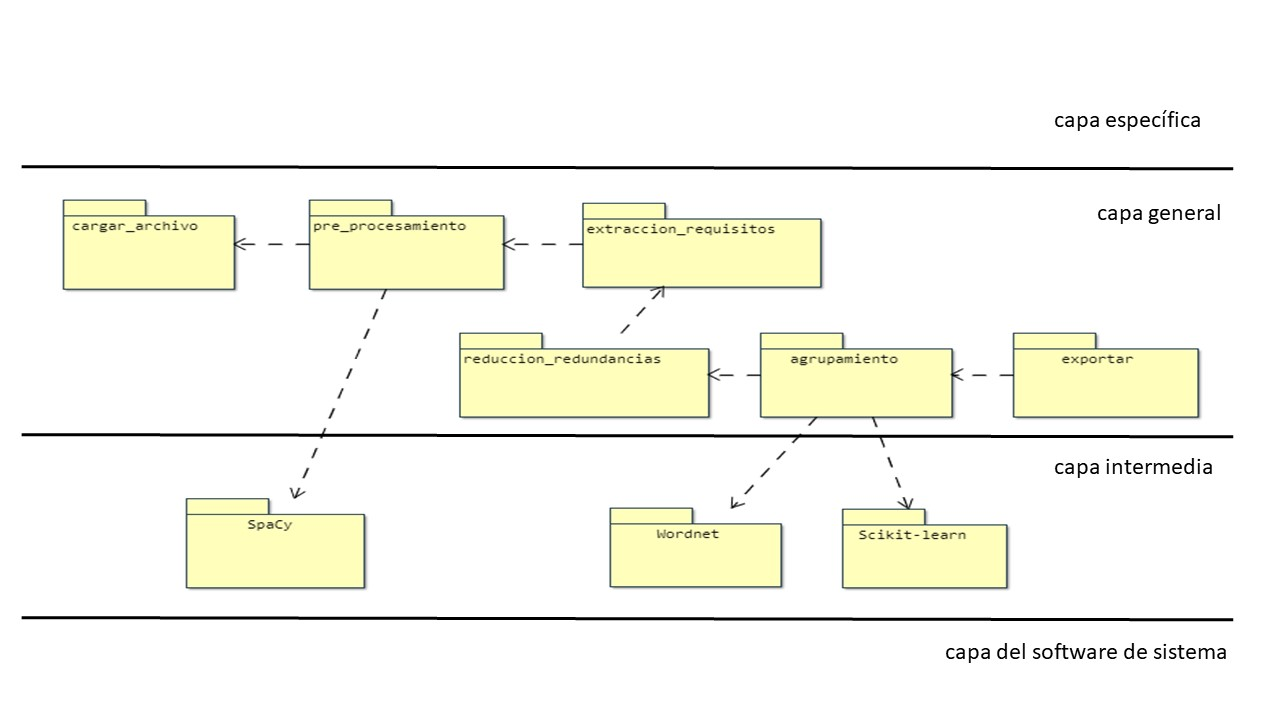 capa específica
capa general
cargar_archivo
pre_procesamiento
extraccion_requisitos
reduccion_redundancias
agrupamiento
exportar
capa intermedia
SpaCy
Wordnet
Scikit-learn
capa del software de sistema